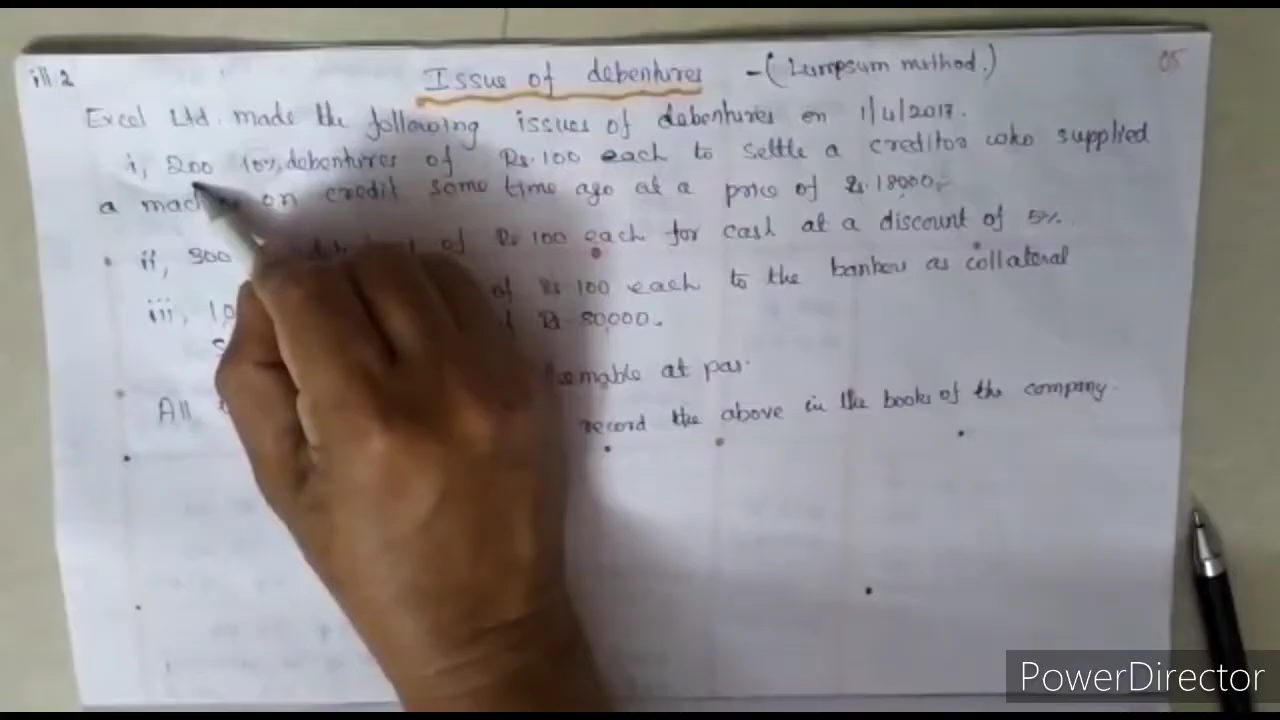 ill 2 Issue of debentures - (Lumpsum method.) 05
Excel Ltd. made the following issues of debentures on 1/4/2017.
i, 200 10% debentures of Rs.100 each to settle a creditor who supplied
a on credit some time ago at a price of Rs.18000.
ii, 300 of Rs 100 each for cash at a discount of 5%.
iii, of Rs 100 each to the bankers as collateral
Rs.80,000.
All at par.
record the above in the books of the company.
PowerDirector